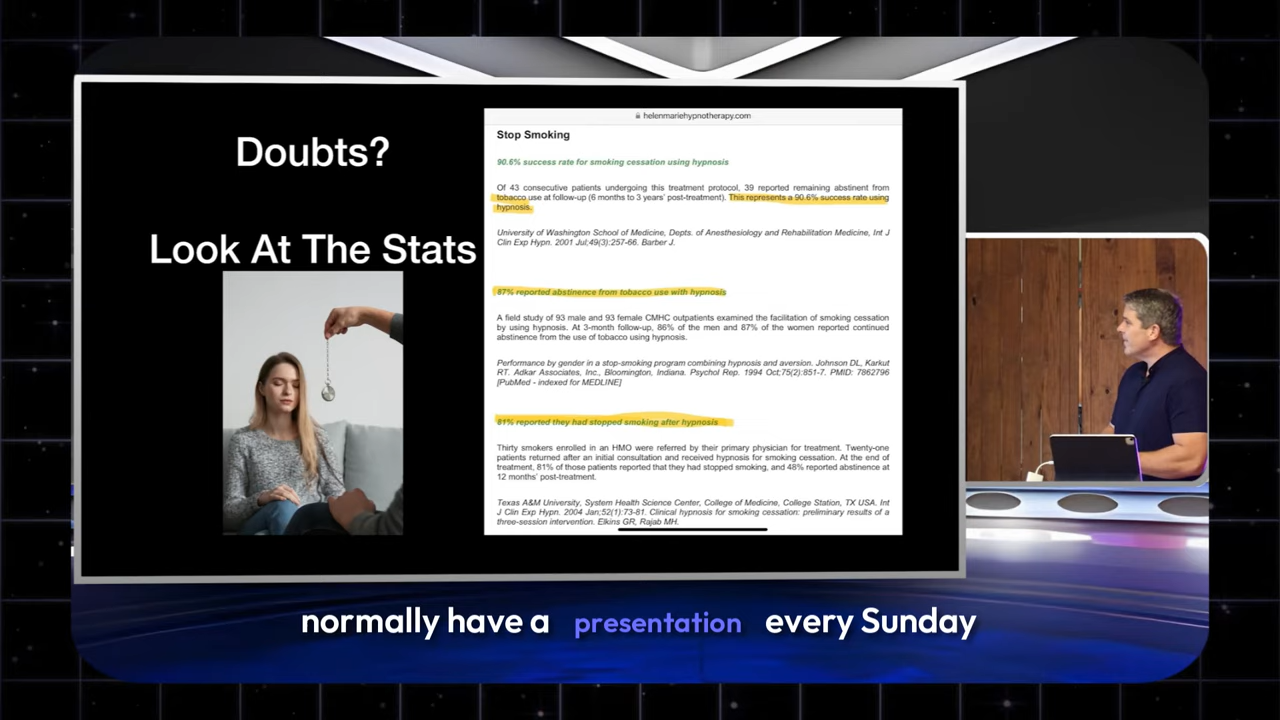 Doubts?
Look At The Stats
helenmariehypnotherapy.com
Stop Smoking
90.6% success rate for smoking cessation using hypnosis
Of 43 consecutive patients undergoing this treatment protocol, 39 reported remaining abstinent from
tobacco use at follow-up (6 months to 3 years' post-treatment). This represents a 90.6% success rate using
hypnosis.
University of Washington School of Medicine, Depts. of Anesthesiology and Rehabilitation Medicine, Int J
Clin Exp Hypn. 2001 Jul;49(3):257-66. Barber J.
87% reported abstinence from tobacco use with hypnosis
A field study of 93 male and 93 female CMHC outpatients examined the facilitation of smoking cessation
by using hypnosis. At 3-month follow-up, 86% of the men and 87% of the women reported continued
abstinence from the use of tobacco using hypnosis.
Performance by gender in a stop-smoking program combining hypnosis and aversion. Johnson DL, Karkut
RT. Adkar Associates, Inc., Bloomington, Indiana. Psychol Rep. 1994 Oct;75(2):851-7. PMID: 7862796
[PubMed - indexed for MEDLINE]
81% reported they had stopped smoking after hypnosis
Thirty smokers enrolled in an HMO were referred by their primary physician for treatment. Twenty-one
patients returned after an initial consultation and received hypnosis for smoking cessation. At the end of
treatment, 81% of those patients reported that they had stopped smoking, and 48% reported abstinence at
12 months' post-treatment.
Texas A&M University, System Health Science Center, College of Medicine, College Station, TX USA. Int
J Clin Exp Hypn. 2004 Jan;52(1):73-81. Clinical hypnosis for smoking cessation: preliminary results of a
three-session intervention. Elkins GR, Rajab MH.
normally have a presentation every Sunday